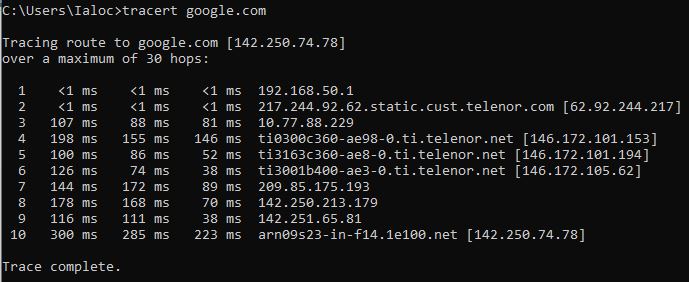 C:\Users\Ialoc>tracert google.com
Tracing route to google.com [142.250.74.78]
over a maximum of 30 hops:
1 <1 ms <1 ms <1 ms 192.168.50.1
2 <1 ms <1 ms <1 ms 217.244.92.62.static.cust.telenor.com [62.92.244.217]
3 107 ms 88 ms 81 ms 10.77.88.229
4 198 ms 155 ms 146 ms ti0300c360-ae98-0.ti.telenor.net [146.172.101.153]
5 100 ms 86 ms 52 ms ti3163c360-ae8-0.ti.telenor.net [146.172.101.194]
6 126 ms 74 ms 38 ms ti3001b400-ae3-0.ti.telenor.net [146.172.105.62]
7 144 ms 172 ms 89 ms 209.85.175.193
8 178 ms 168 ms 70 ms 142.250.213.179
9 116 ms 111 ms 38 ms 142.251.65.81
10 300 ms 285 ms 223 ms arn09s23-in-f14.1e100.net [142.250.74.78]
Trace complete.